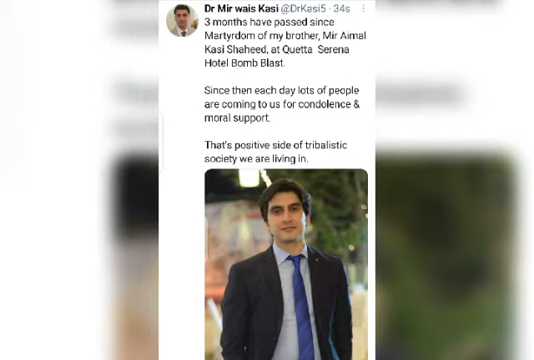 Dr Mir wais Kasi @DrKasi5 · 34s
3 months have passed since
Martyrdom of my brother, Mir Aimal
Kasi Shaheed, at Quetta Serena
Hotel Bomb Blast.
Since then each day lots of people
are coming to us for condolence &
moral support.
That's positive side of tribalistic
society we are living in.